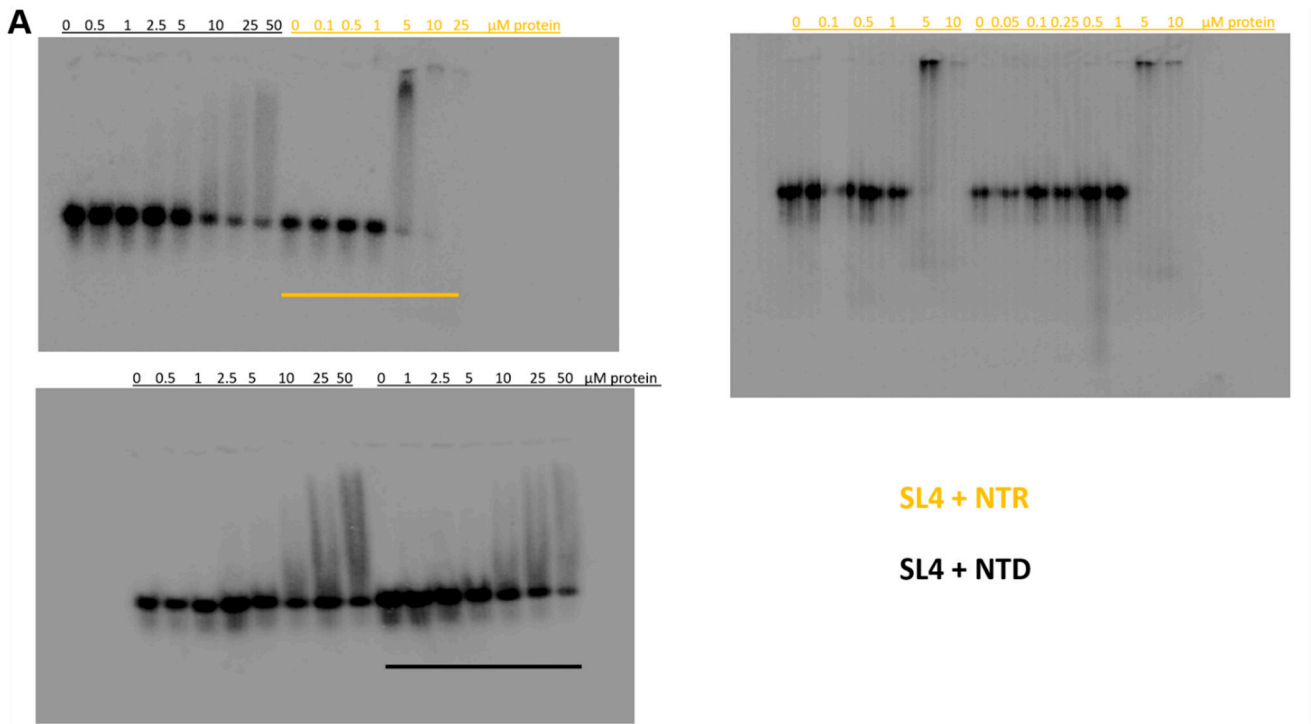 A
0 0.5 1 2.5 5 10 25 50 0 0.1 0.5 1 5 10 25 µM protein
0 0.1 0.5 1 5 10 0 0.05 0.1 0.25 0.5 1 5 10 µM protein
0 0.5 1 2.5 5 10 25 50 0 1 2.5 5 10 25 50 µM protein
SL4 + NTR
SL4 + NTD